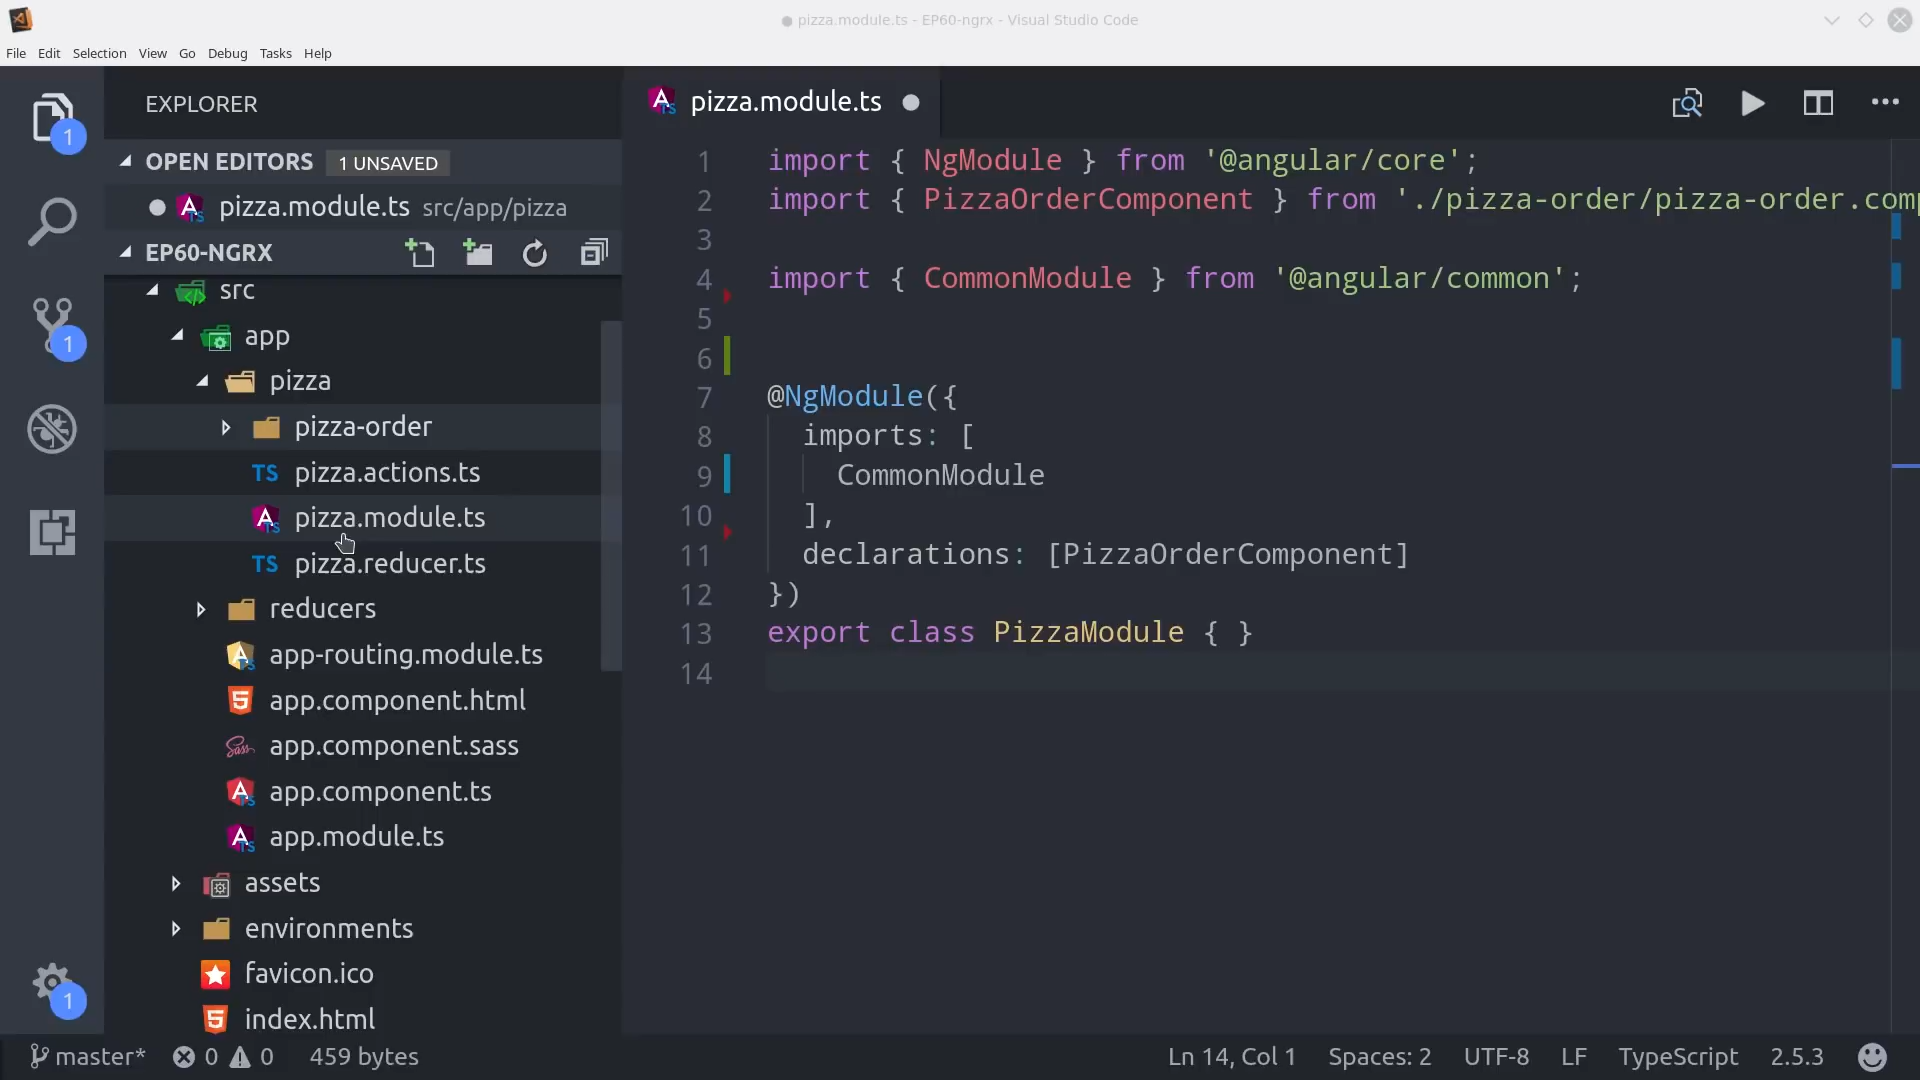 ● pizza.module.ts - EP60-ngrx - Visual Studio Code
File Edit Selection View Go Debug Tasks Help
EXPLORER
OPEN EDITORS 1 UNSAVED
pizza.module.ts src/app/pizza
EP60-NGRX
src
app
pizza
pizza-order
pizza.actions.ts
pizza.module.ts
pizza.reducer.ts
reducers
app-routing.module.ts
app.component.html
app.component.sass
app.component.ts
app.module.ts
assets
environments
favicon.ico
index.html
1
1
1
pizza.module.ts
1 import { NgModule } from '@angular/core';
2 import { PizzaOrderComponent } from './pizza-order/pizza-order.comp
3
4 import { CommonModule } from '@angular/common';
5
6
7 @NgModule({
8 imports: [
9 CommonModule
10 ],
11 declarations: [PizzaOrderComponent]
12 })
13 export class PizzaModule { }
14
master* 0 0 459 bytes Ln 14, Col 1 Spaces: 2 UTF-8 LF TypeScript 2.5.3